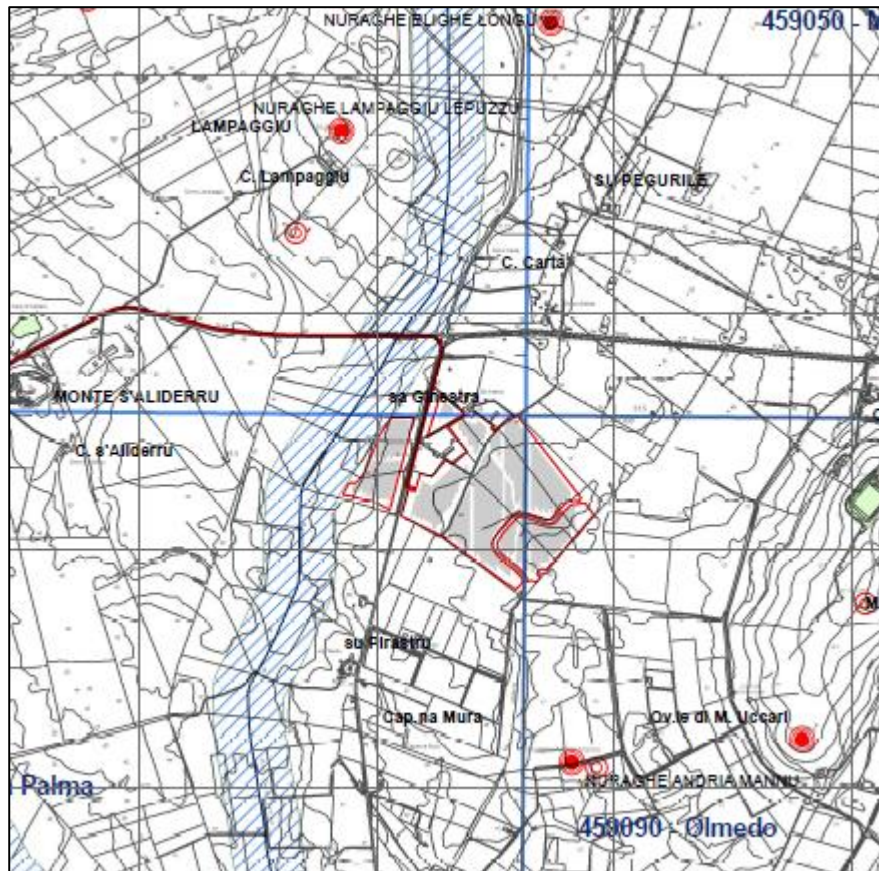 NURAGHE ELIGHE LONGU
459050 - M
NURAGHE LAMPAGGIU LEPUZZU
LAMPAGGIU
C. Lampaggiu
SU PEGURILE
C. Carta
MONTE S'ALIDERRU
sa Ginestra
C. s'Aliderru
M
su Pirastru
Cap.na Mura
Ov.le di M. Uccari
Palma
NURAGHE ANDRIA MANNU
459090 - Olmedo